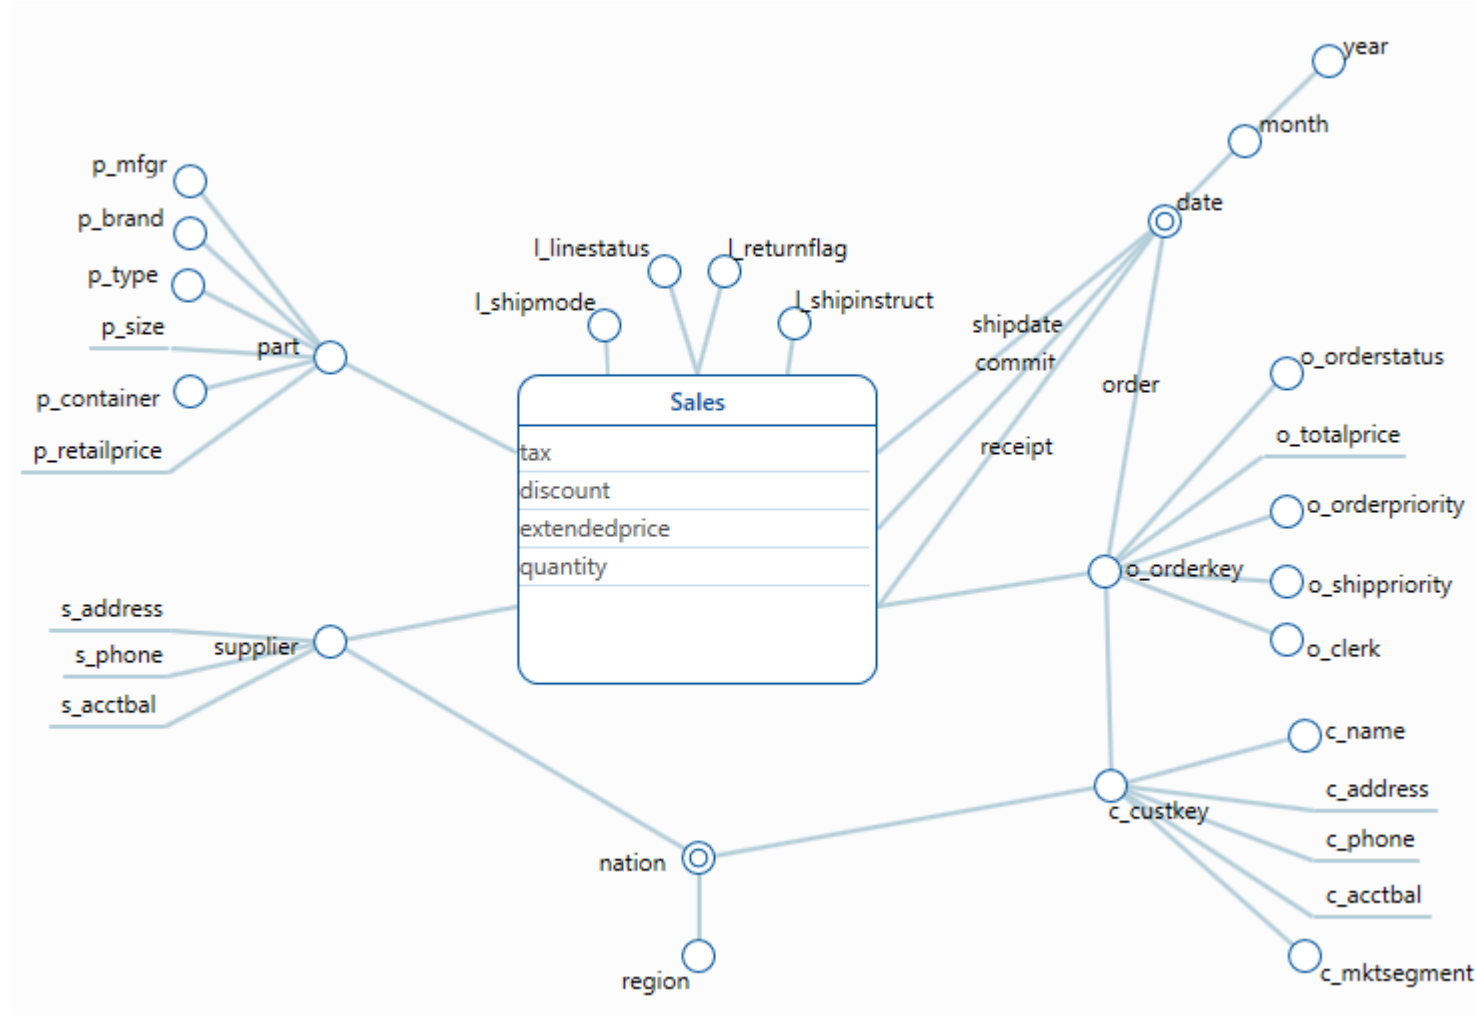 year
month
date
p_mfgr
p_brand
p_type
p_size
part
p_container
p_retailprice
l_linestatus
l_returnflag
l_shipmode
l_shipinstruct
Sales
tax
discount
extendedprice
quantity
shipdate
commit
order
receipt
o_orderstatus
o_totalprice
o_orderpriority
o_orderkey
o_shippriority
o_clerk
s_address
supplier
s_phone
s_acctbal
c_name
c_address
c_custkey
c_phone
c_acctbal
c_mktsegment
nation
region